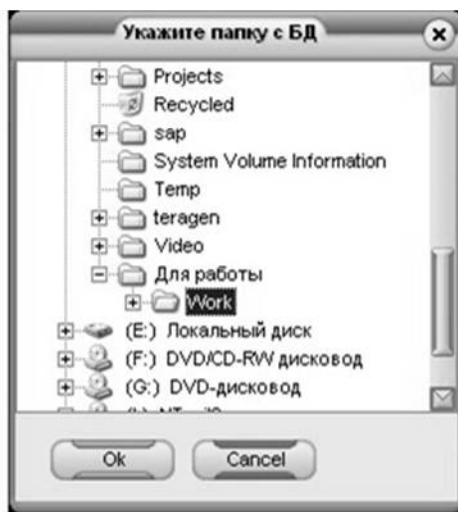 Укажите папку с БД
Projects
Recycled
sap
System Volume Information
Temp
teragen
Video
Для работы
Work
(E:) Локальный диск
(F:) DVD/CD-RW дисковод
(G:) DVD-дисковод
Ok Cancel